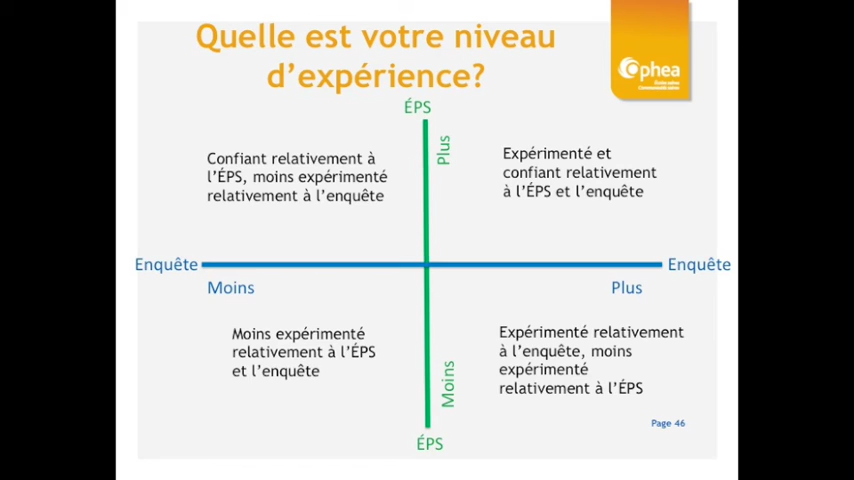 Quelle est votre niveau
d’expérience?
Ophea
ÉPS
Plus
Confiant relativement à
l’ÉPS, moins expérimenté
relativement à l’enquête
Expérimenté et
confiant relativement
à l’ÉPS et l’enquête
Enquête
Enquête
Moins
Plus
Moins expérimenté
relativement à l’ÉPS
et l’enquête
Expérimenté relativement
à l’enquête, moins
expérimenté
relativement à l’ÉPS
Moins
Page 46
ÉPS